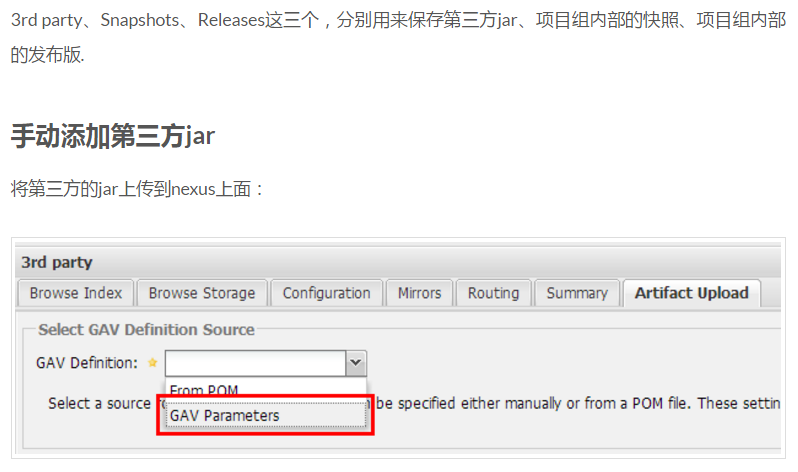 3rd party、Snapshots、Releases这三个，分别用来保存第三方jar、项目组内部的快照、项目组内部
的发布版.
手动添加第三方jar
将第三方的jar上传到nexus上面：
3rd party
Browse Index Browse Storage Configuration Mirrors Routing Summary Artifact Upload
Select GAV Definition Source
GAV Definition:
From POM
Select a source be specified either manually or from a POM file. These settin
GAV Parameters